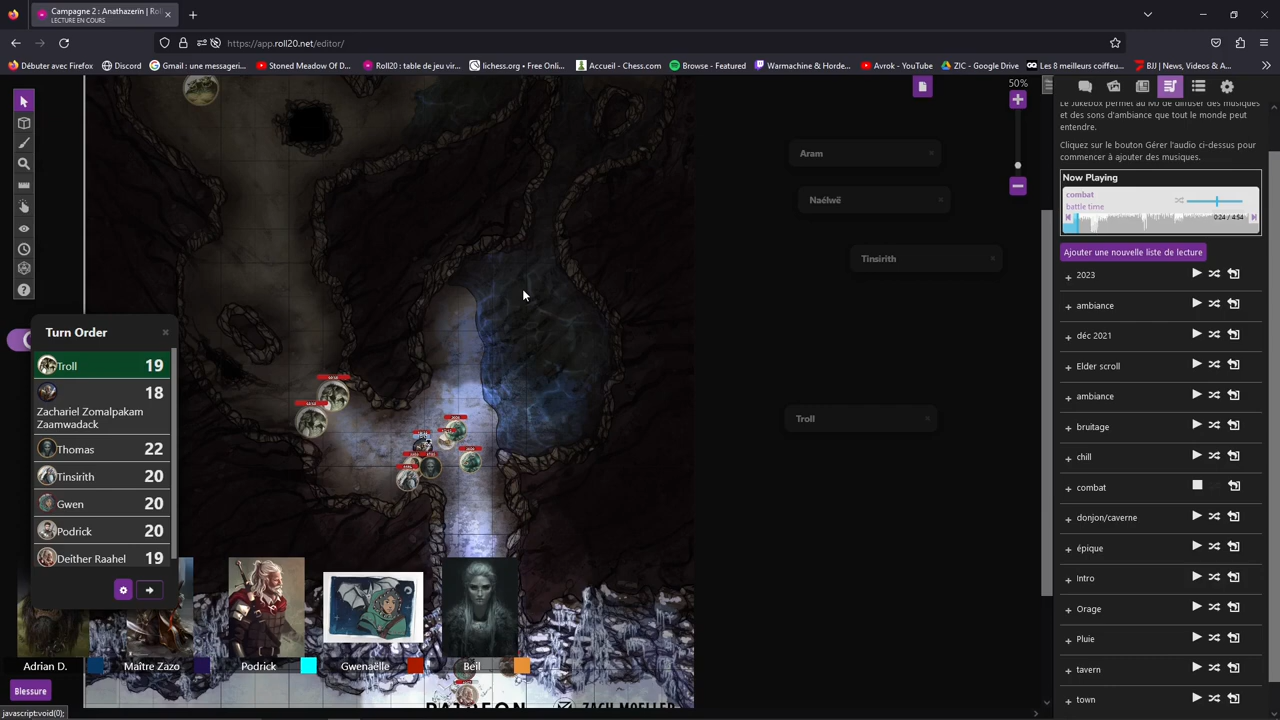 Campagne 2 : Anathazerïn | Roll
LECTURE EN COURS
https://app.roll20.net/editor/
Débuter avec Firefox
Discord
Gmail : une messageri...
Stoned Meadow Of D...
Roll20 : table de jeu vir...
lichess.org • Free Onli...
Accueil - Chess.com
Browse - Featured
Warmachine & Horde...
Avrok - YouTube
ZIC - Google Drive
Les 8 meilleurs coiffeu...
BJJ | News, Videos & A...
50%
Aram
Naélwë
Tinsirith
Troll
Turn Order
Troll 19
18
Zachariel Zomalpakam
Zaamwadack
Thomas 22
Tinsirith 20
Gwen 20
Podrick 20
Deither Raahel 19
Adrian D.
Maître Zazo
Podrick
Gwenaëlle
Beil
Blessure
javascript:void(0);
PATREON
ZACH MOELLER
Le Jukebox permet au MJ de diffuser des musiques
et des sons d'ambiance que tout le monde peut
entendre.
Cliquez sur le bouton Gérer l'audio ci-dessus pour
commencer à ajouter des musiques.
Now Playing
combat
battle time
0:24 / 4:54
Ajouter une nouvelle liste de lecture
2023
ambiance
déc 2021
Elder scroll
ambiance
bruitage
chill
combat
donjon/caverne
épique
Intro
Orage
Pluie
tavern
town